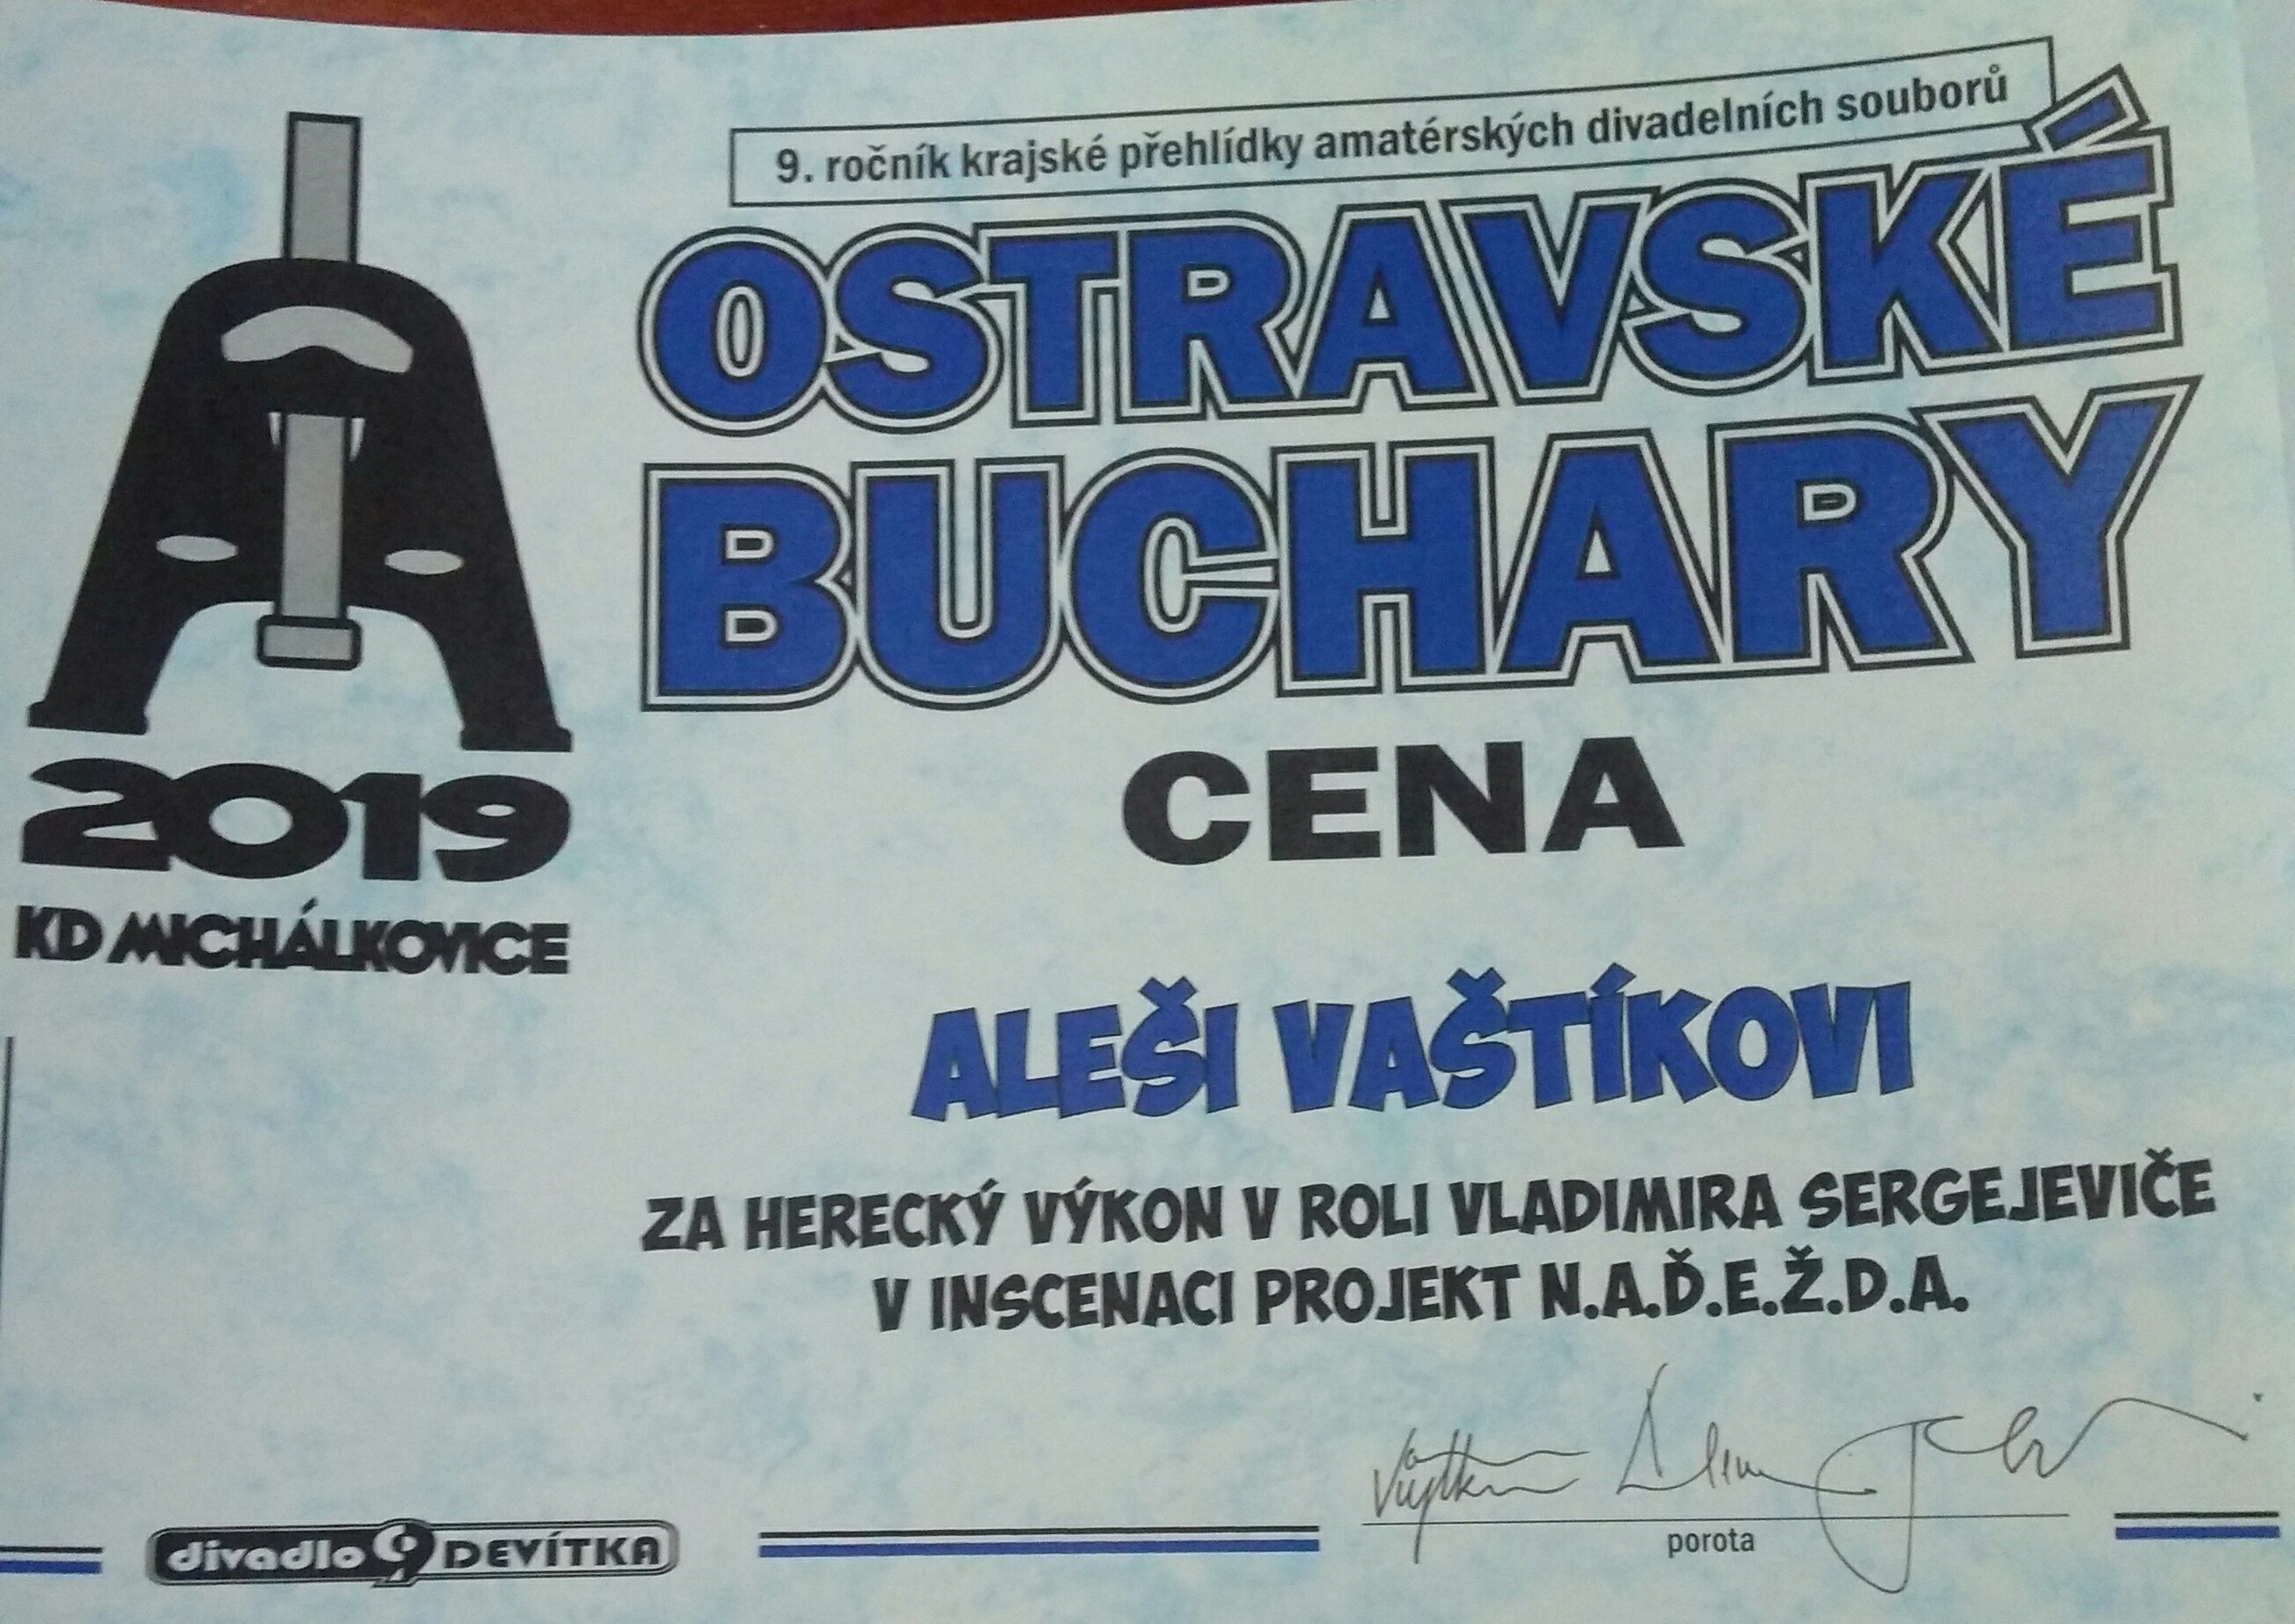 9. ročník krajské přehlídky amatérských divadelních souborů
OSTRAVSKÉ
BUCHARY
2019
KD MICHÁLKOVICE
CENA
ALEŠI VAŠTÍKOVI
ZA HERECKÝ VÝKON V ROLI VLADIMIRA SERGEJEVIČE
V INSCENACI PROJEKT N.A.Ď.E.Ž.D.A.
porota
divadlo 9 DEVÍTKA